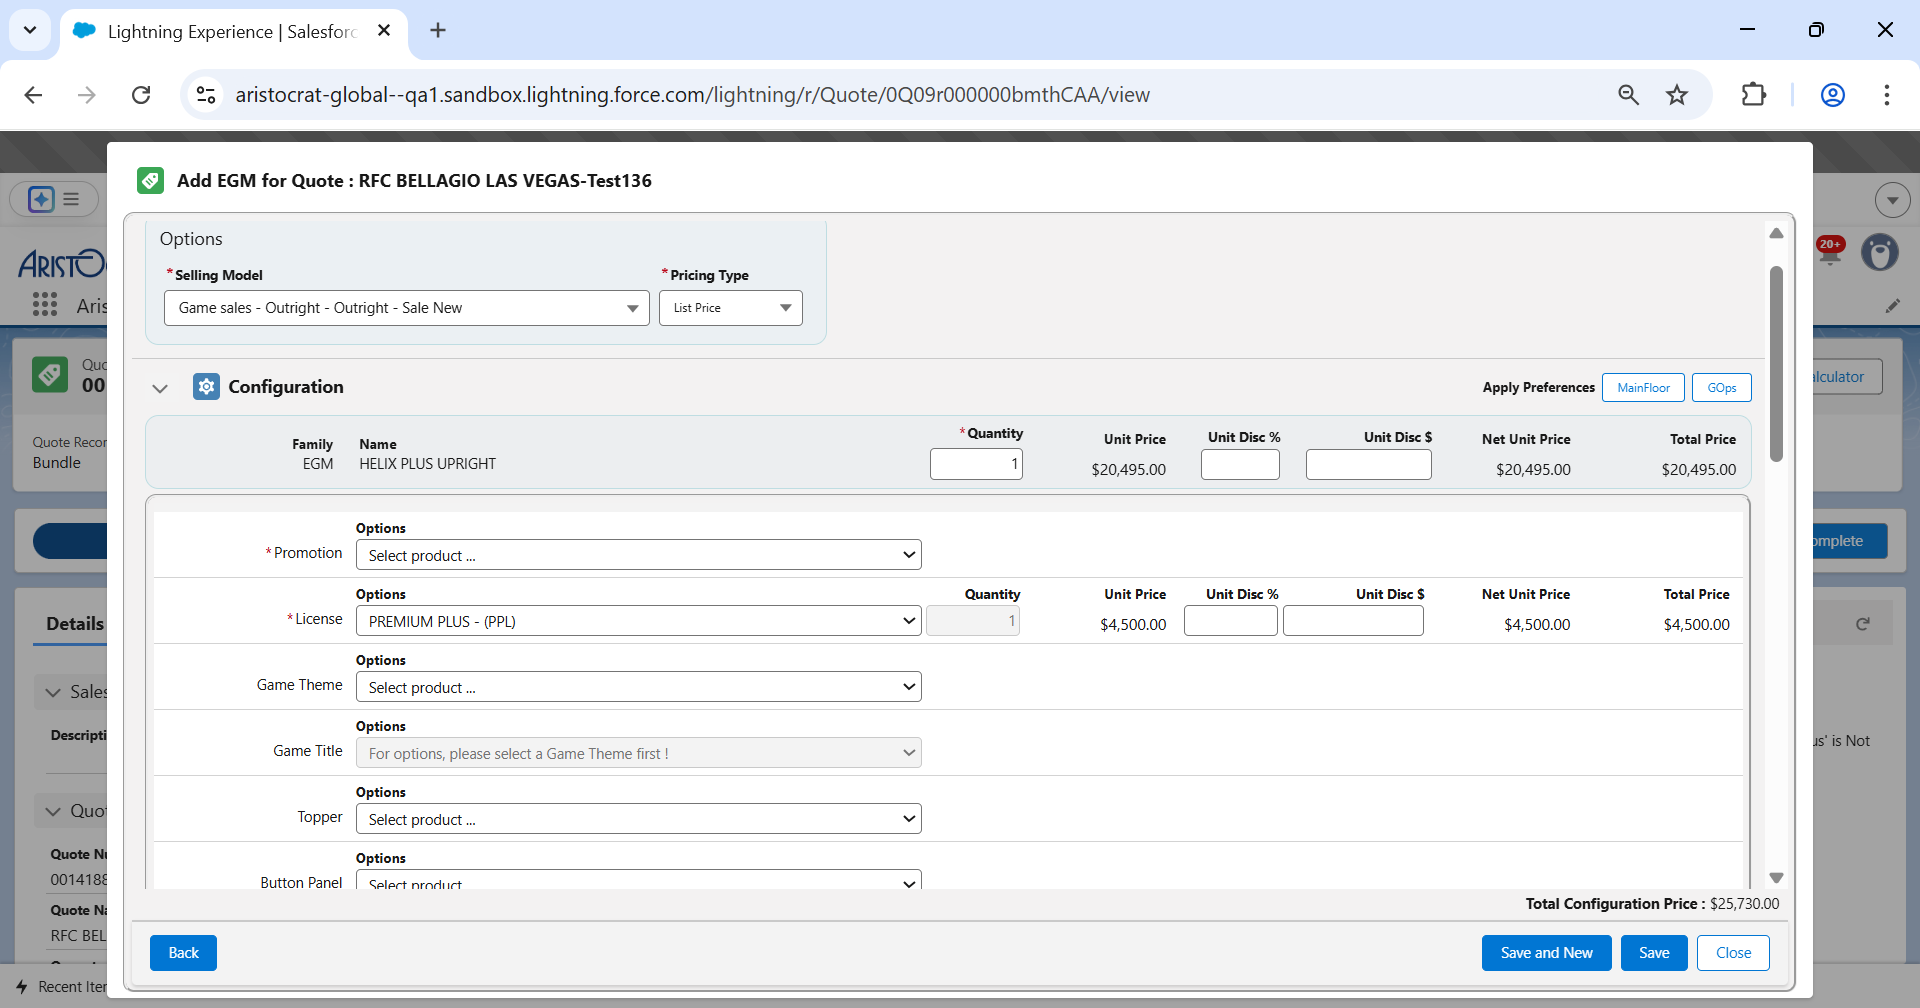 Lightning Experience | Salesforc
aristocrat-global--qa1.sandbox.lightning.force.com/lightning/r/Quote/0Q09r000000bmthCAA/view
Add EGM for Quote : RFC BELLAGIO LAS VEGAS-Test136
Options
*Selling Model *Pricing Type
Game sales - Outright - Outright - Sale New List Price
Configuration Apply Preferences MainFloor GOps
Family Name *Quantity Unit Price Unit Disc % Unit Disc $ Net Unit Price Total Price
EGM HELIX PLUS UPRIGHT 1 $20,495.00 $20,495.00 $20,495.00
Options
*Promotion Select product ...
Options Quantity Unit Price Unit Disc % Unit Disc $ Net Unit Price Total Price
*License PREMIUM PLUS - (PPL) 1 $4,500.00 $4,500.00 $4,500.00
Options
Game Theme Select product ...
Options
Game Title For options, please select a Game Theme first !
Options
Topper Select product ...
Options
Button Panel Select product
Total Configuration Price : $25,730.00
Back Save and New Save Close
ARISTO
Aris
20+
Quo
00
lculator
Quote Recor
Bundle
omplete
Details
Sales
Descripti
us' is Not
Quot
Quote Nu
0014188
Quote Na
RFC BEL
Recent Iter